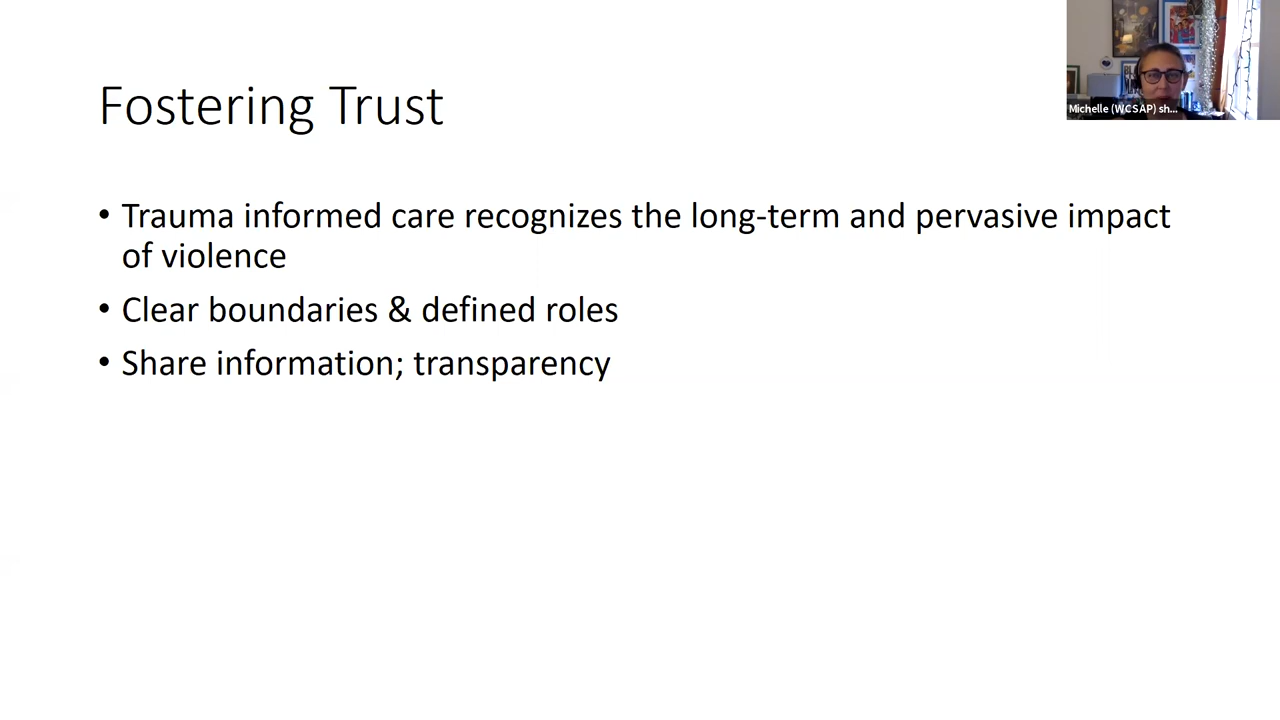 Michelle (WCSAP) sh...
Fostering Trust
• Trauma informed care recognizes the long-term and pervasive impact
of violence
• Clear boundaries & defined roles
• Share information; transparency